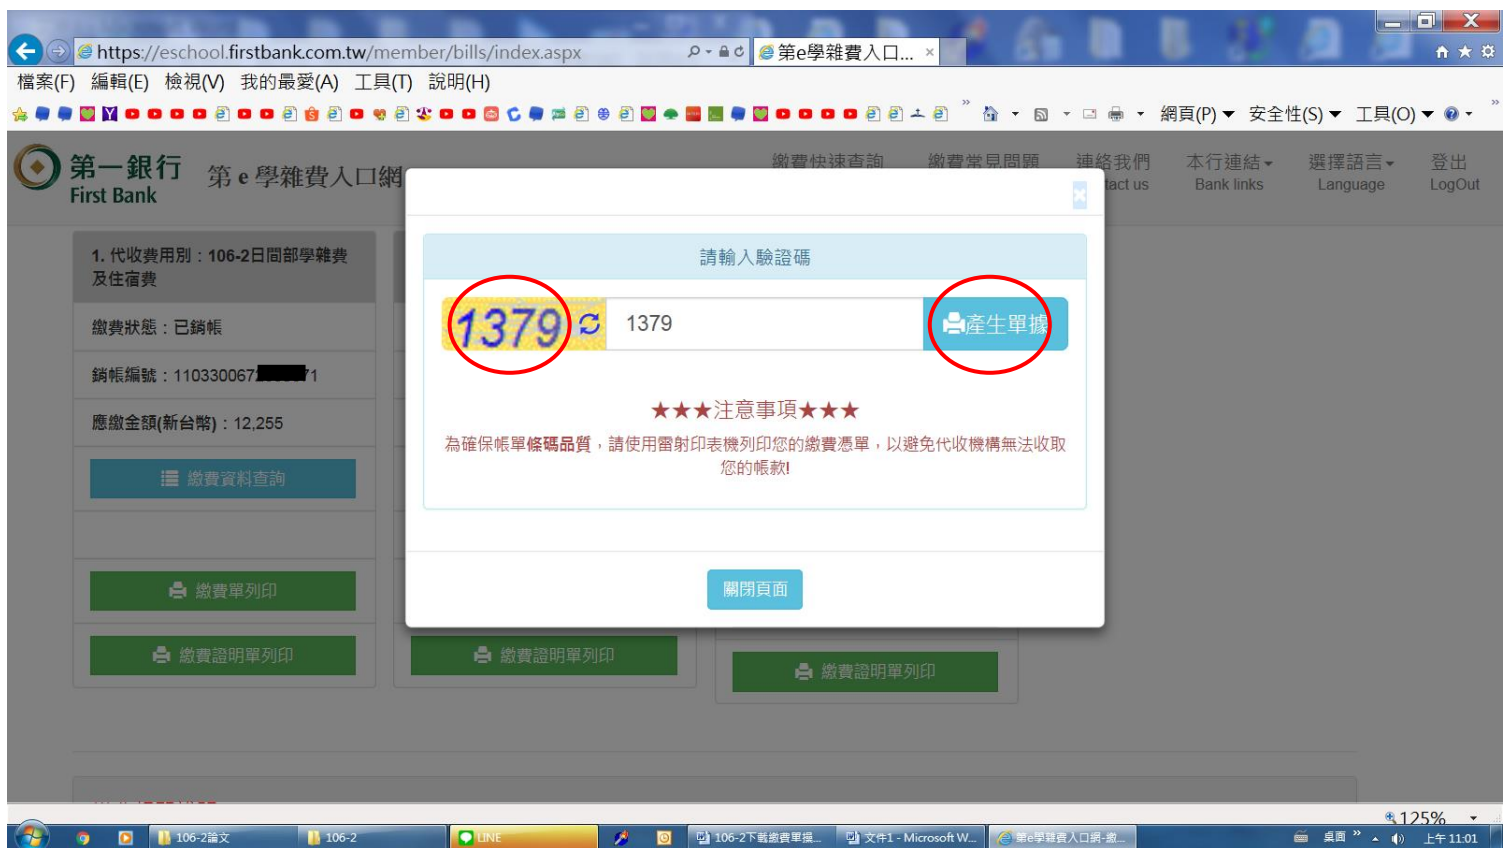 https://eschool.firstbank.com.tw/member/bills/index.aspx
第e學雜費入口...
檔案(F) 編輯(E) 檢視(V) 我的最愛(A) 工具(T) 說明(H)
網頁(P) 安全性(S) 工具(O)
第一銀行
First Bank
第 e 學雜費入口網
繳費快速查詢 繳費常見問題 連絡我們 本行連結 選擇語言 登出
tact us Bank links Language LogOut
1. 代收費用別：106-2日間部學雜費
及住宿費
繳費狀態：已銷帳
銷帳編號：110330067 71
應繳金額(新台幣)：12,255
繳費資料查詢
繳費單列印
繳費證明單列印
繳費證明單列印
繳費證明單列印
×
請輸入驗證碼
1379
1379
產生單據
★★★注意事項★★★
為確保帳單條碼品質，請使用雷射印表機列印您的繳費憑單，以避免代收機構無法收取
您的帳款!
關閉頁面
125%
106-2論文
106-2
LINE
106-2下載繳費單操...
文件1 - Microsoft W...
第e學雜費入口網-繳...
桌面
上午 11:01